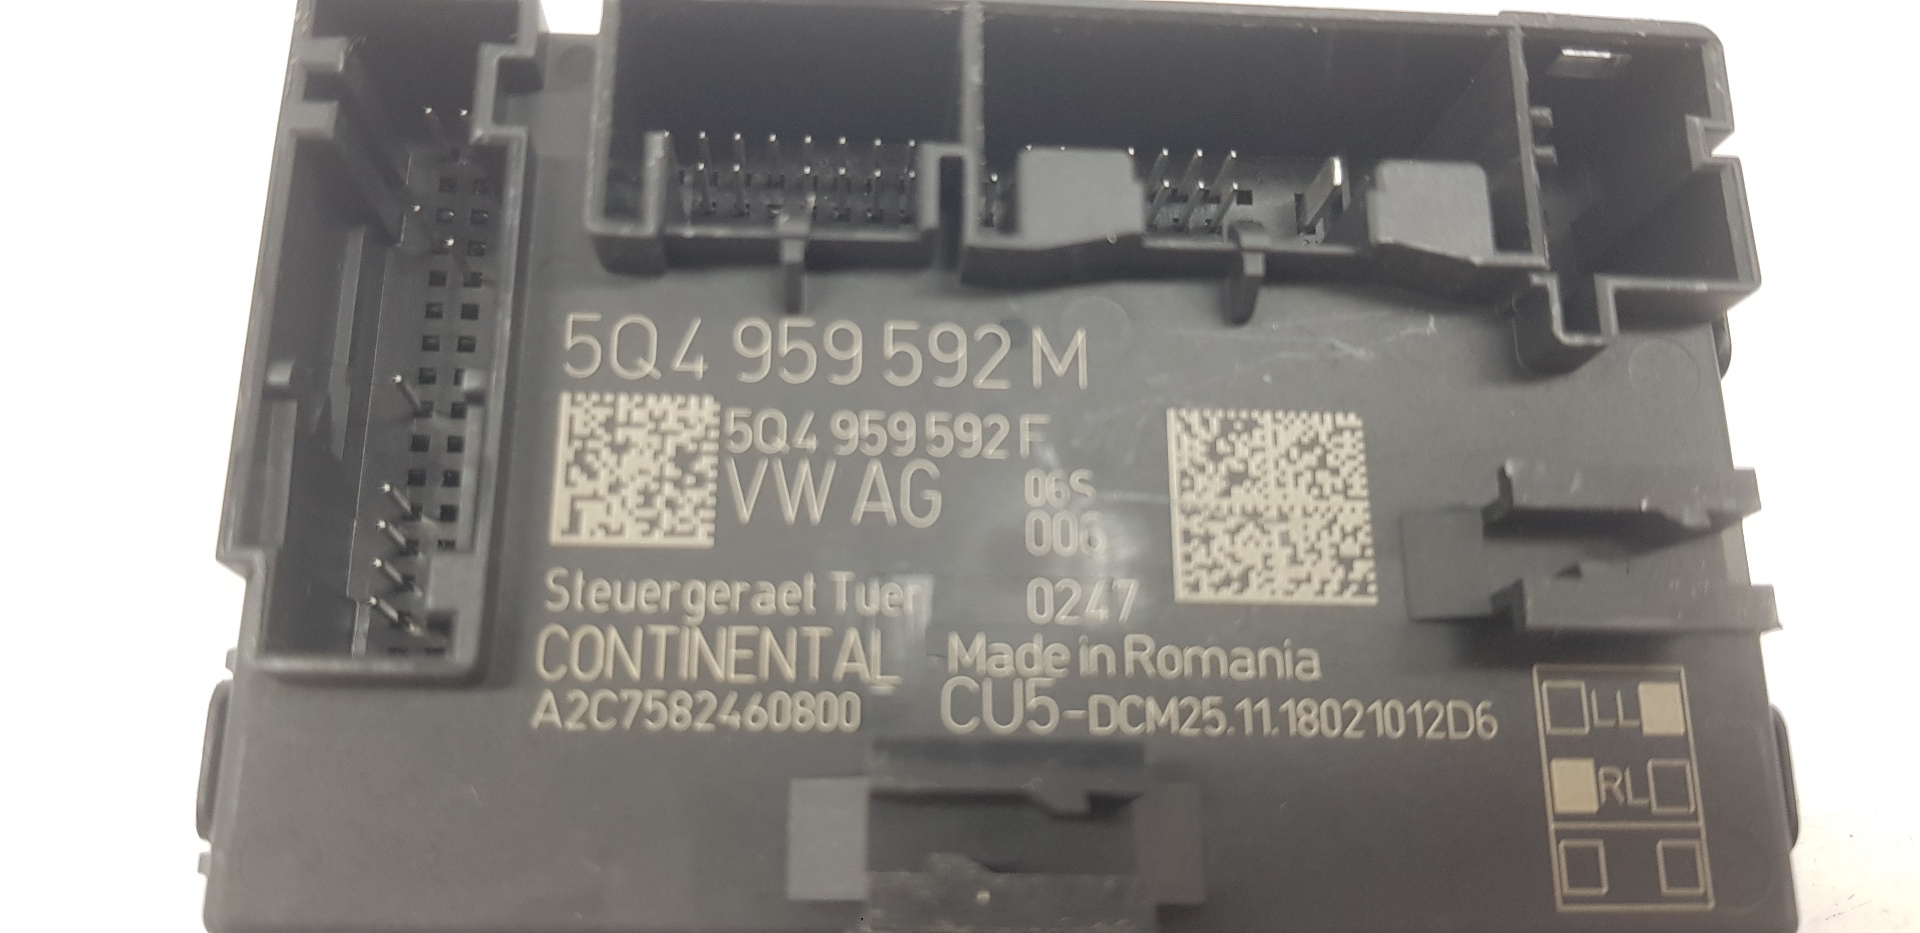 5Q4 959 592 M
5Q4 959 592 F
VW AG
06S
006
0247
Steuergeraet Tuer
CONTINENTAL
Made in Romania
A2C7582460800
CU5-DCM25.11.18021012D6
LL
RL